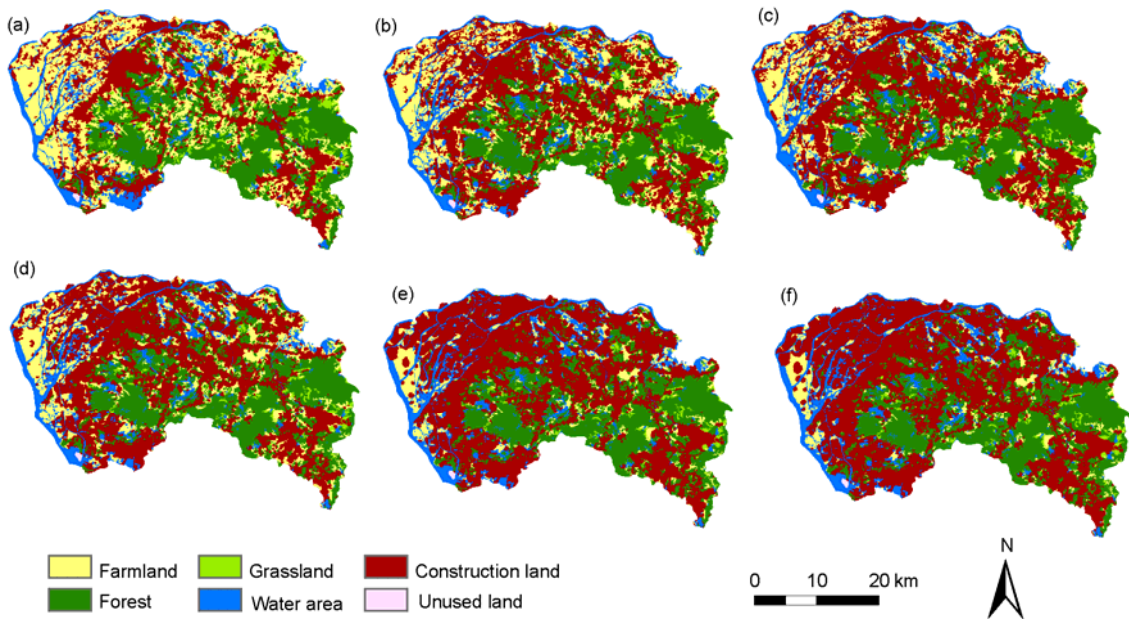 (a)
(b)
(c)
(d)
(e)
(f)
Farmland
Grassland
Construction land
Forest
Water area
Unused land
0 10 20 km
N